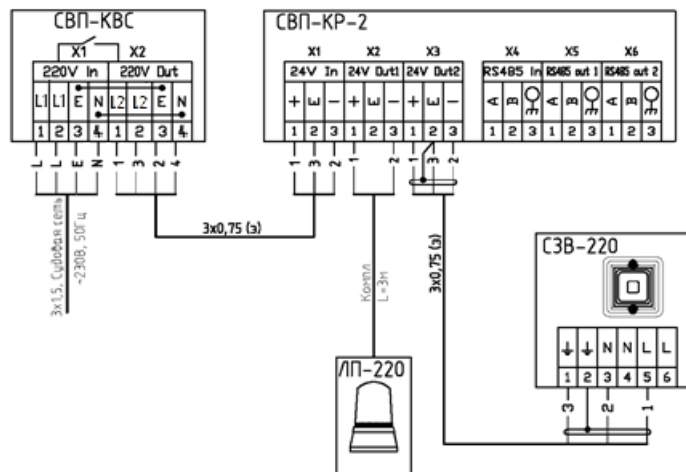 СВП-КВС
X1 X2
220V In 220V Out
L1 L1 E N L2 L2 E N
1 2 3 4 1 2 3 4
L L E N 1 3 2 4
3x1,5, Судовая сеть
~230В, 50Гц
3x0,75 (э)
СВП-КР-2
X1 X2 X3 X4 X5 X6
24V In 24V Out1 24V Out2 RS485 In RS485 out 1 RS485 out 2
+ E – + E – + E – A B A B A B
1 2 3 1 2 3 1 2 3 1 2 3 1 2 3 1 2 3
1 3 2 1 2 1 3 2
Компл
L=3м
3x0,75 (э)
ЛП-220
СЗВ-220
N N L L
1 2 3 4 5 6
3 2 1